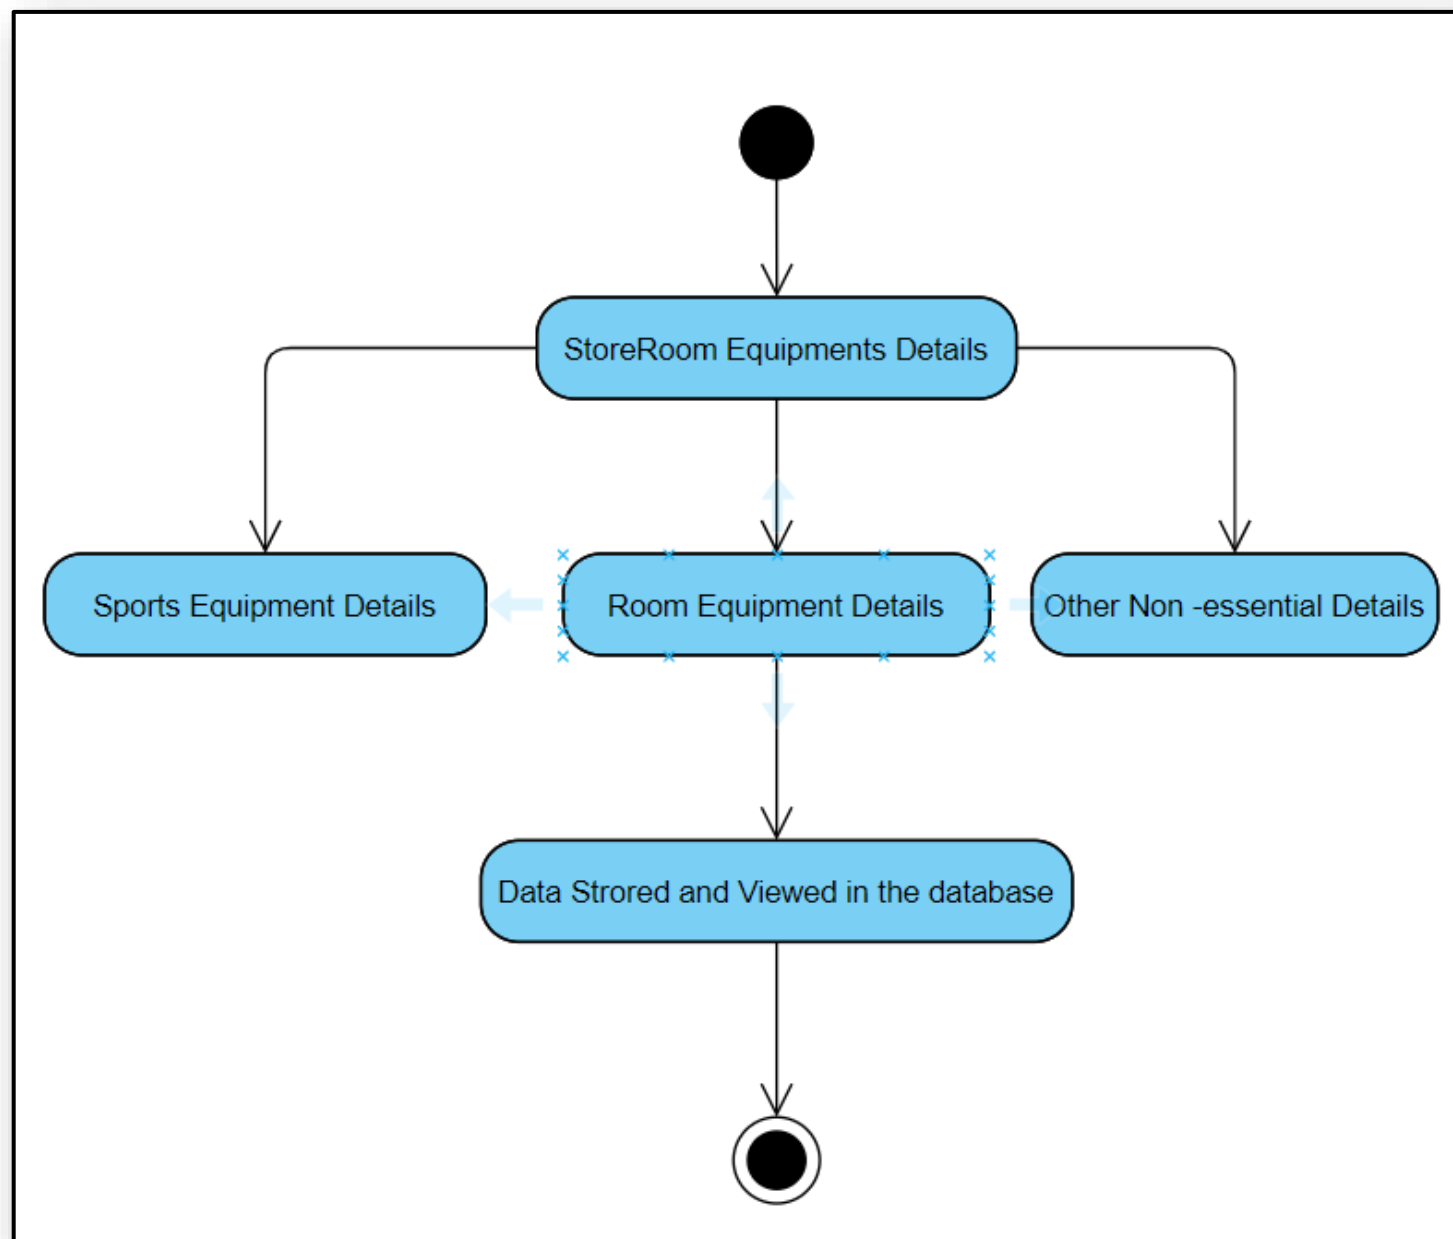 StoreRoom Equipments Details
Sports Equipment Details
Room Equipment Details
Other Non -essential Details
Data Strored and Viewed in the database